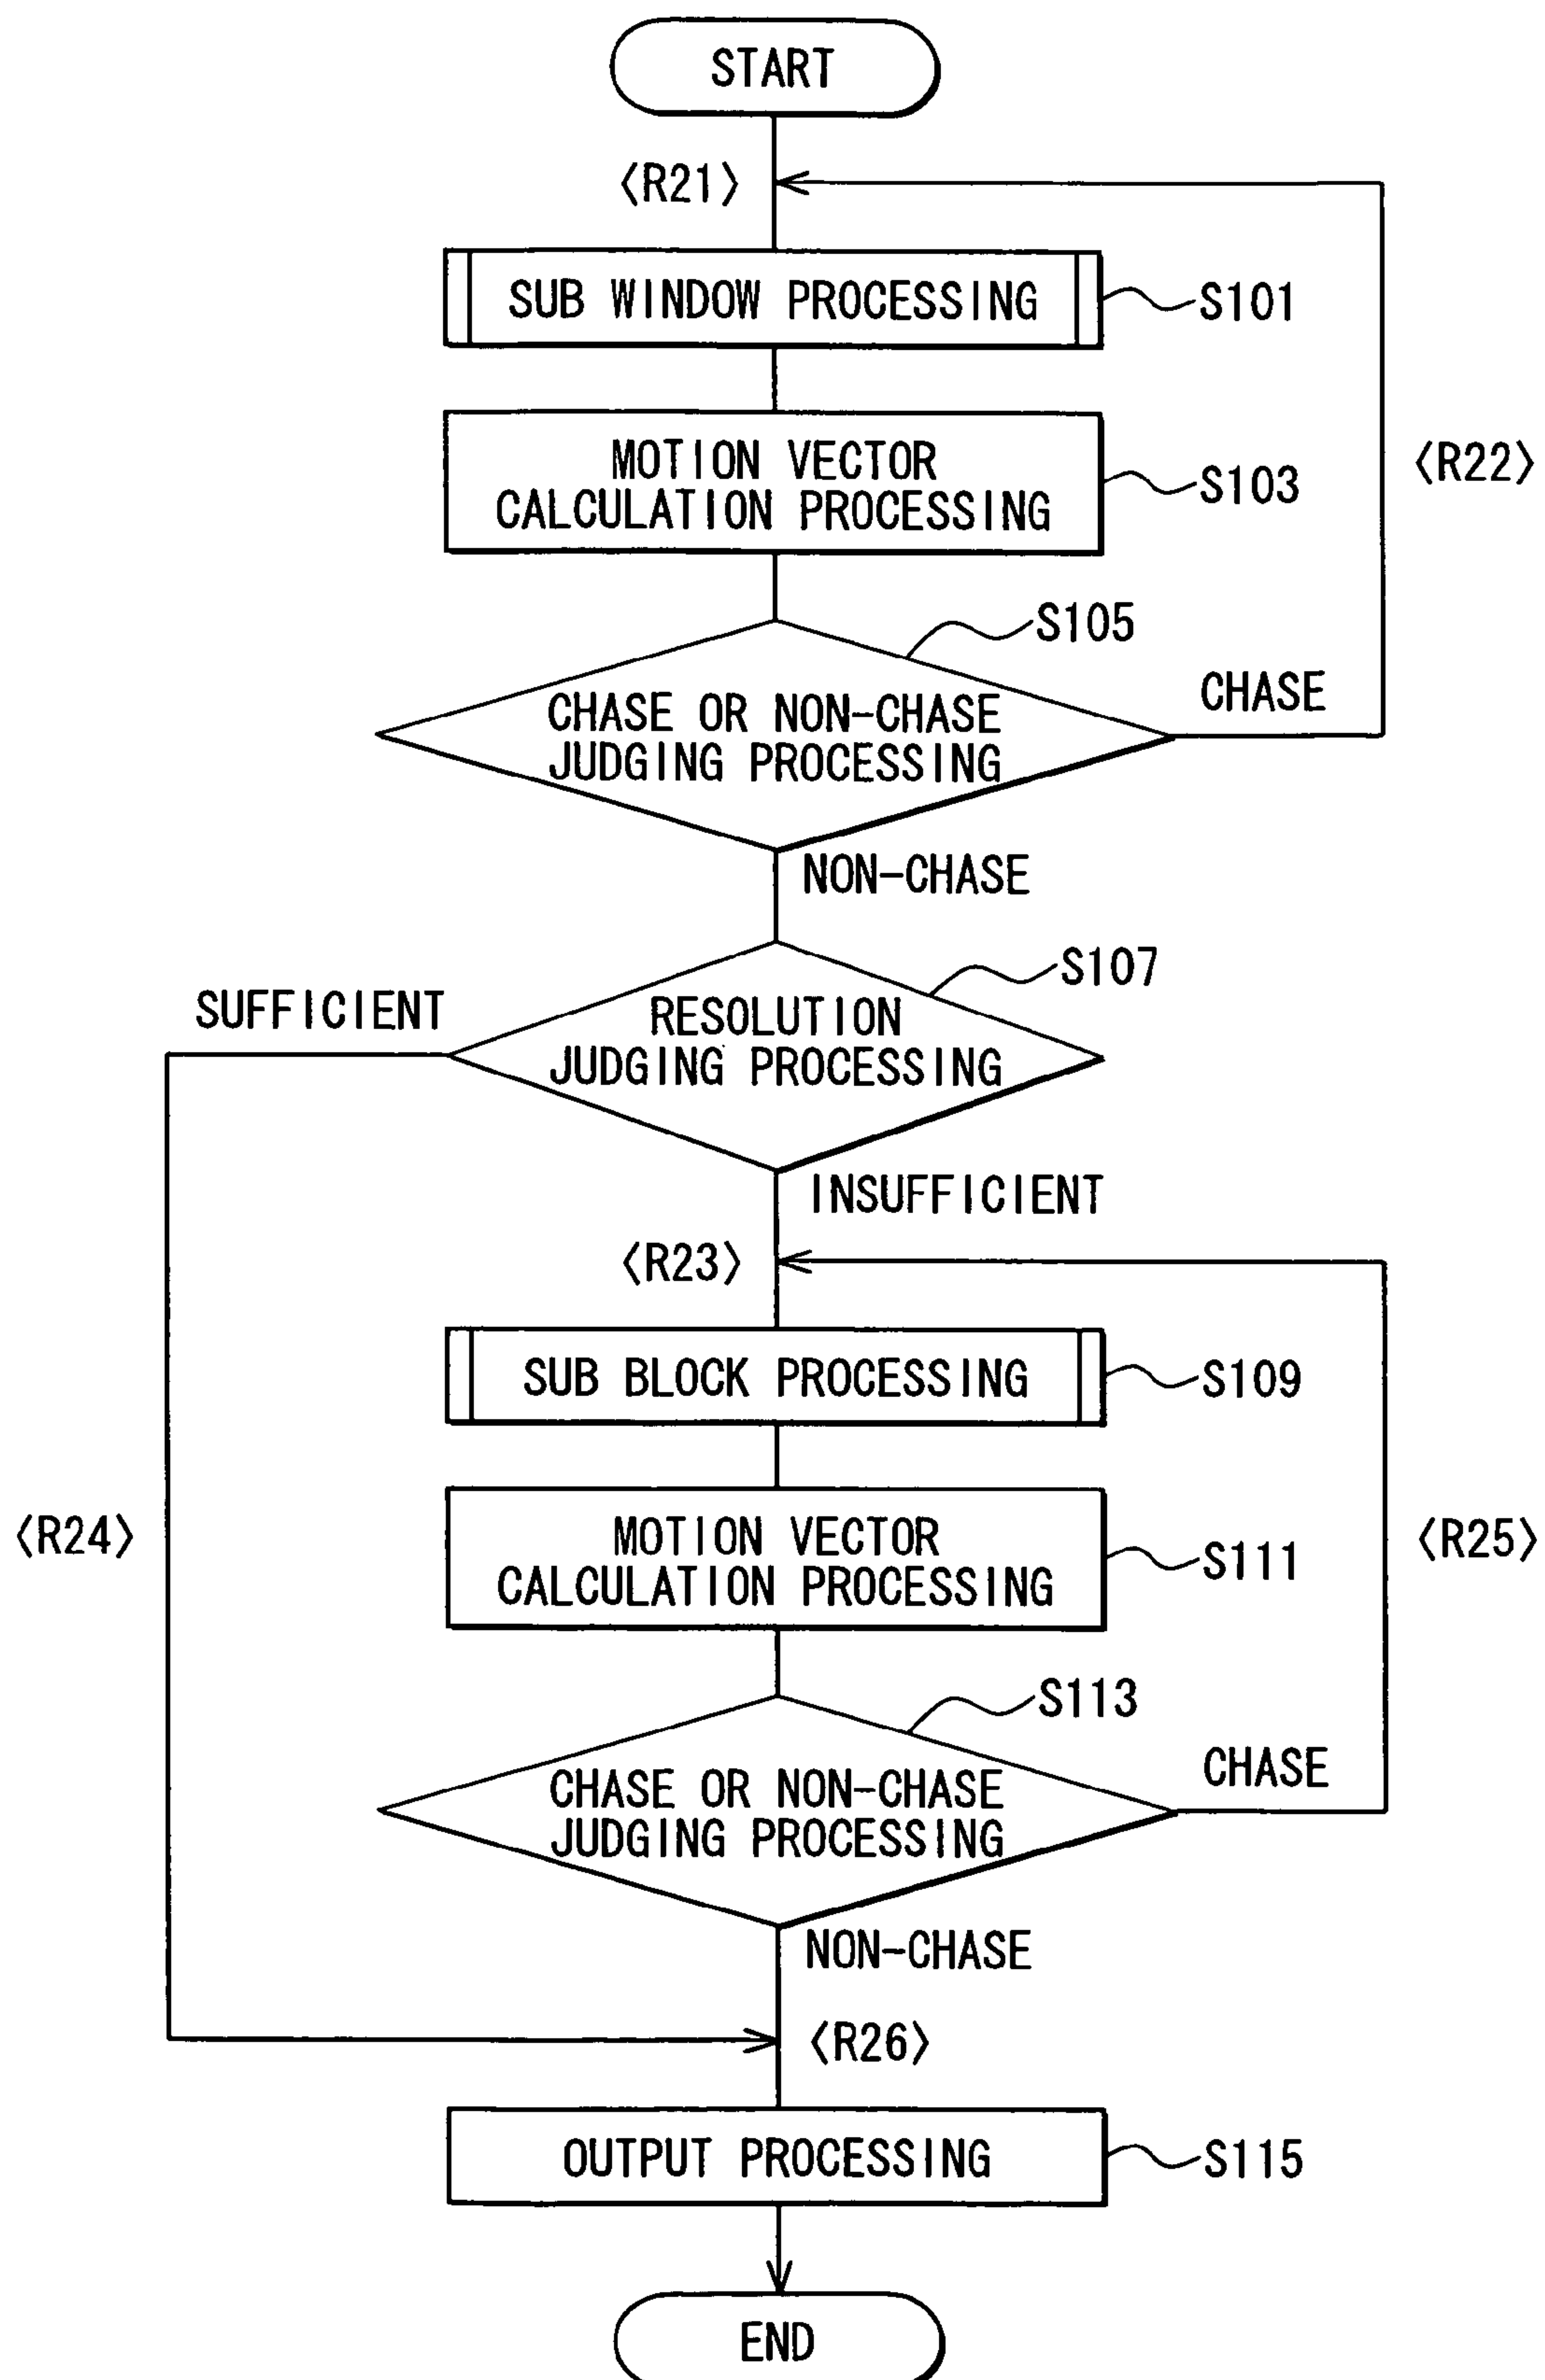 START
〈R21〉
SUB WINDOW PROCESSING
S101
MOTION VECTOR
CALCULATION PROCESSING
S103
〈R22〉
S105
CHASE OR NON-CHASE
JUDGING PROCESSING
CHASE
NON-CHASE
S107
SUFFICIENT
RESOLUTION
JUDGING PROCESSING
INSUFFICIENT
〈R23〉
SUB BLOCK PROCESSING
S109
〈R24〉
MOTION VECTOR
CALCULATION PROCESSING
S111
〈R25〉
S113
CHASE OR NON-CHASE
JUDGING PROCESSING
CHASE
NON-CHASE
〈R26〉
OUTPUT PROCESSING
S115
END